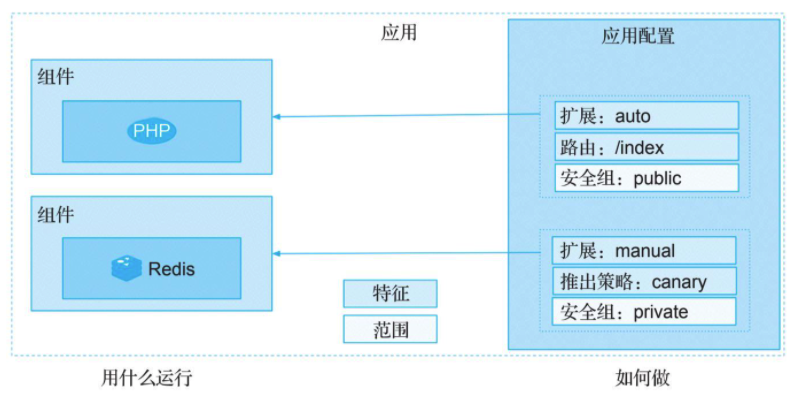 应用
应用配置
组件
PHP
扩展：auto
路由：/index
安全组：public
组件
Redis
扩展：manual
推出策略：canary
安全组：private
特征
范围
用什么运行
如何做